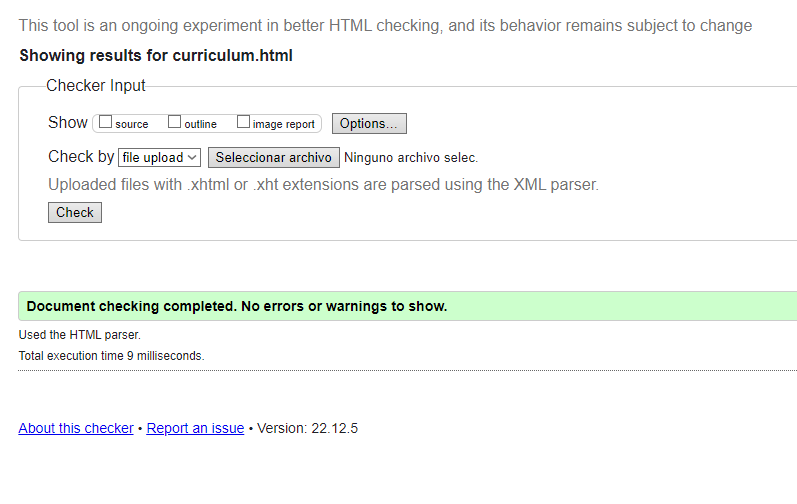 This tool is an ongoing experiment in better HTML checking, and its behavior remains subject to change
Showing results for curriculum.html
Checker Input
Show source outline image report Options...
Check by file upload Seleccionar archivo Ninguno archivo selec.
Uploaded files with .xhtml or .xht extensions are parsed using the XML parser.
Check
Document checking completed. No errors or warnings to show.
Used the HTML parser.
Total execution time 9 milliseconds.
About this checker • Report an issue • Version: 22.12.5